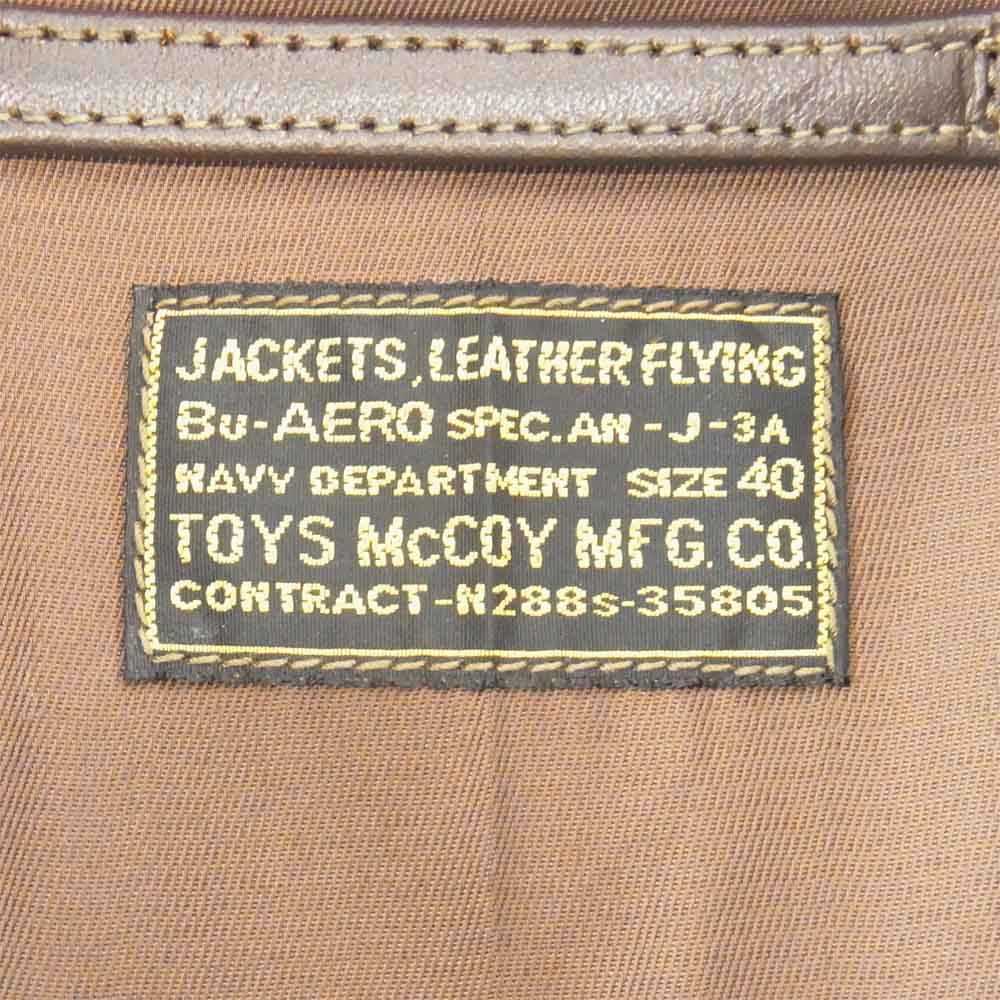 JACKETS, LEATHER FLYING
Bu-AERO SPEC. AN-J-3A
NAVY DEPARTMENT SIZE 40
TOYS McCOY MFG. CO.
CONTRACT-N288s-35805